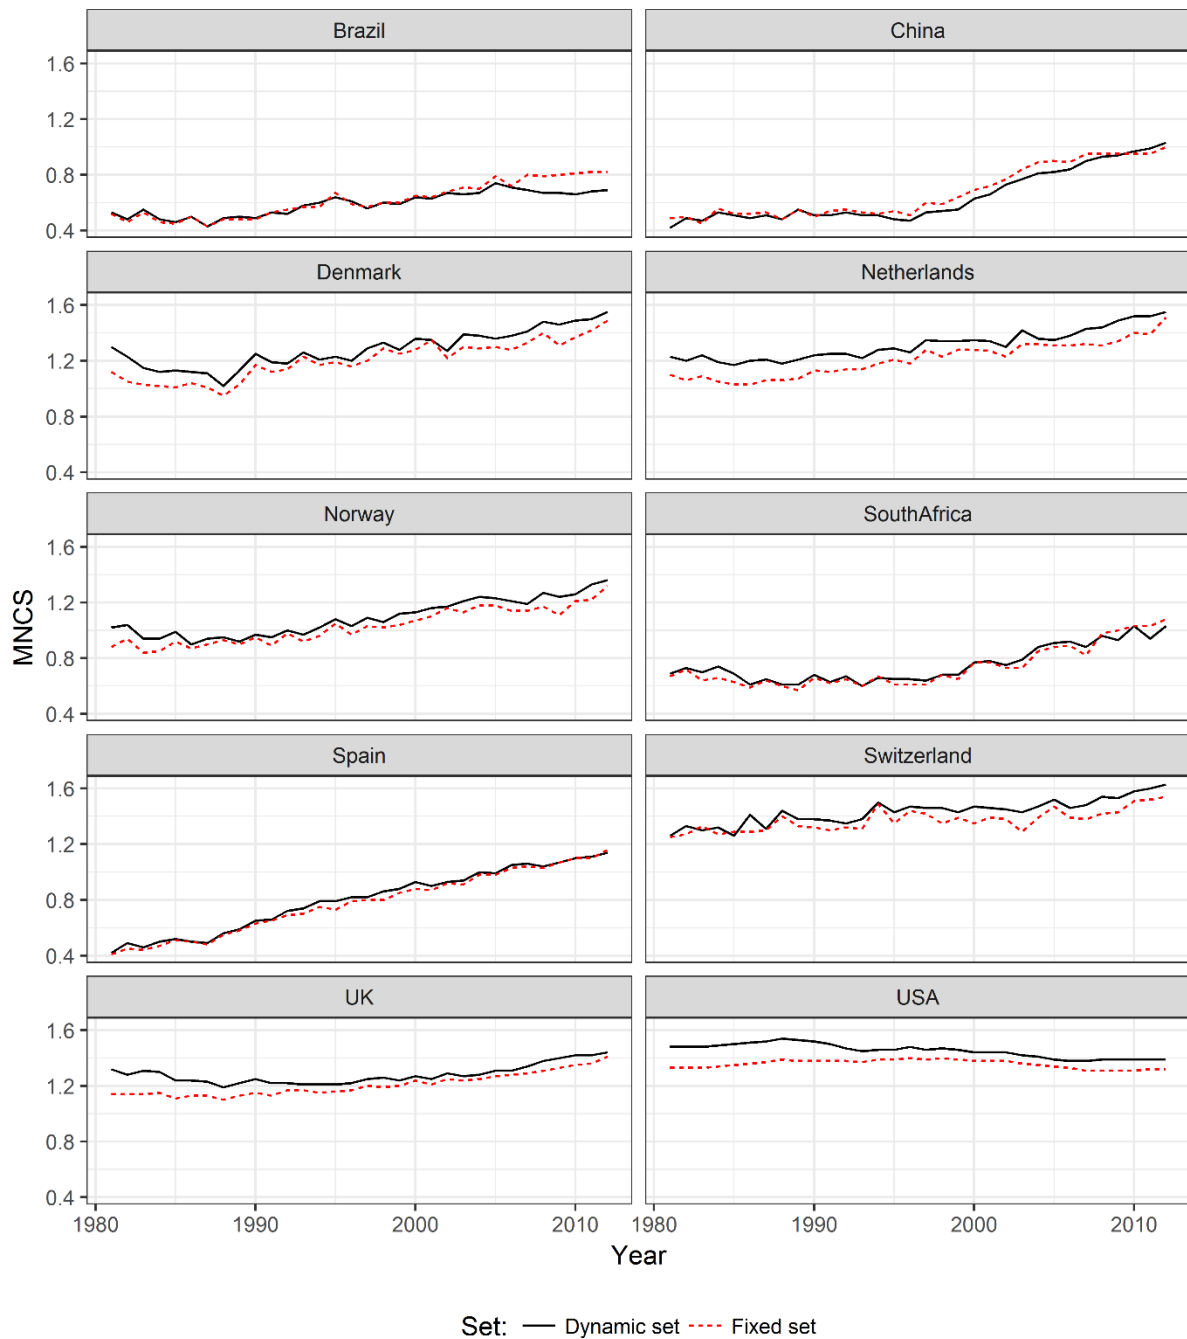 Brazil
China
1.6
1.2
0.8
0.4
Denmark
Netherlands
1.6
1.2
0.8
0.4
Norway
SouthAfrica
1.6
1.2
0.8
0.4
MNCS
Spain
Switzerland
1.6
1.2
0.8
0.4
UK
USA
1.6
1.2
0.8
0.4
1980 1990 2000 2010 1980 1990 2000 2010
Year
Set: Dynamic set Fixed set